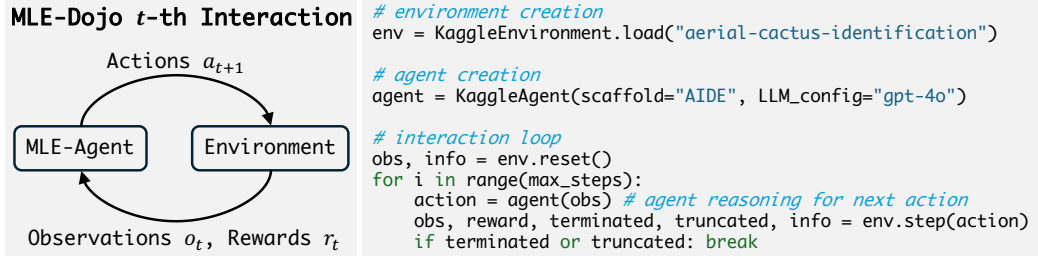 MLE-Dojo t-th Interaction
Actions a_{t+1}
MLE-Agent
Environment
Observations o_t, Rewards r_t
# environment creation
env = KaggleEnvironment.load("aerial-cactus-identification")
# agent creation
agent = KaggleAgent(scaffold="AIDE", LLM_config="gpt-4o")
# interaction loop
obs, info = env.reset()
for i in range(max_steps):
    action = agent(obs) # agent reasoning for next action
    obs, reward, terminated, truncated, info = env.step(action)
    if terminated or truncated: break